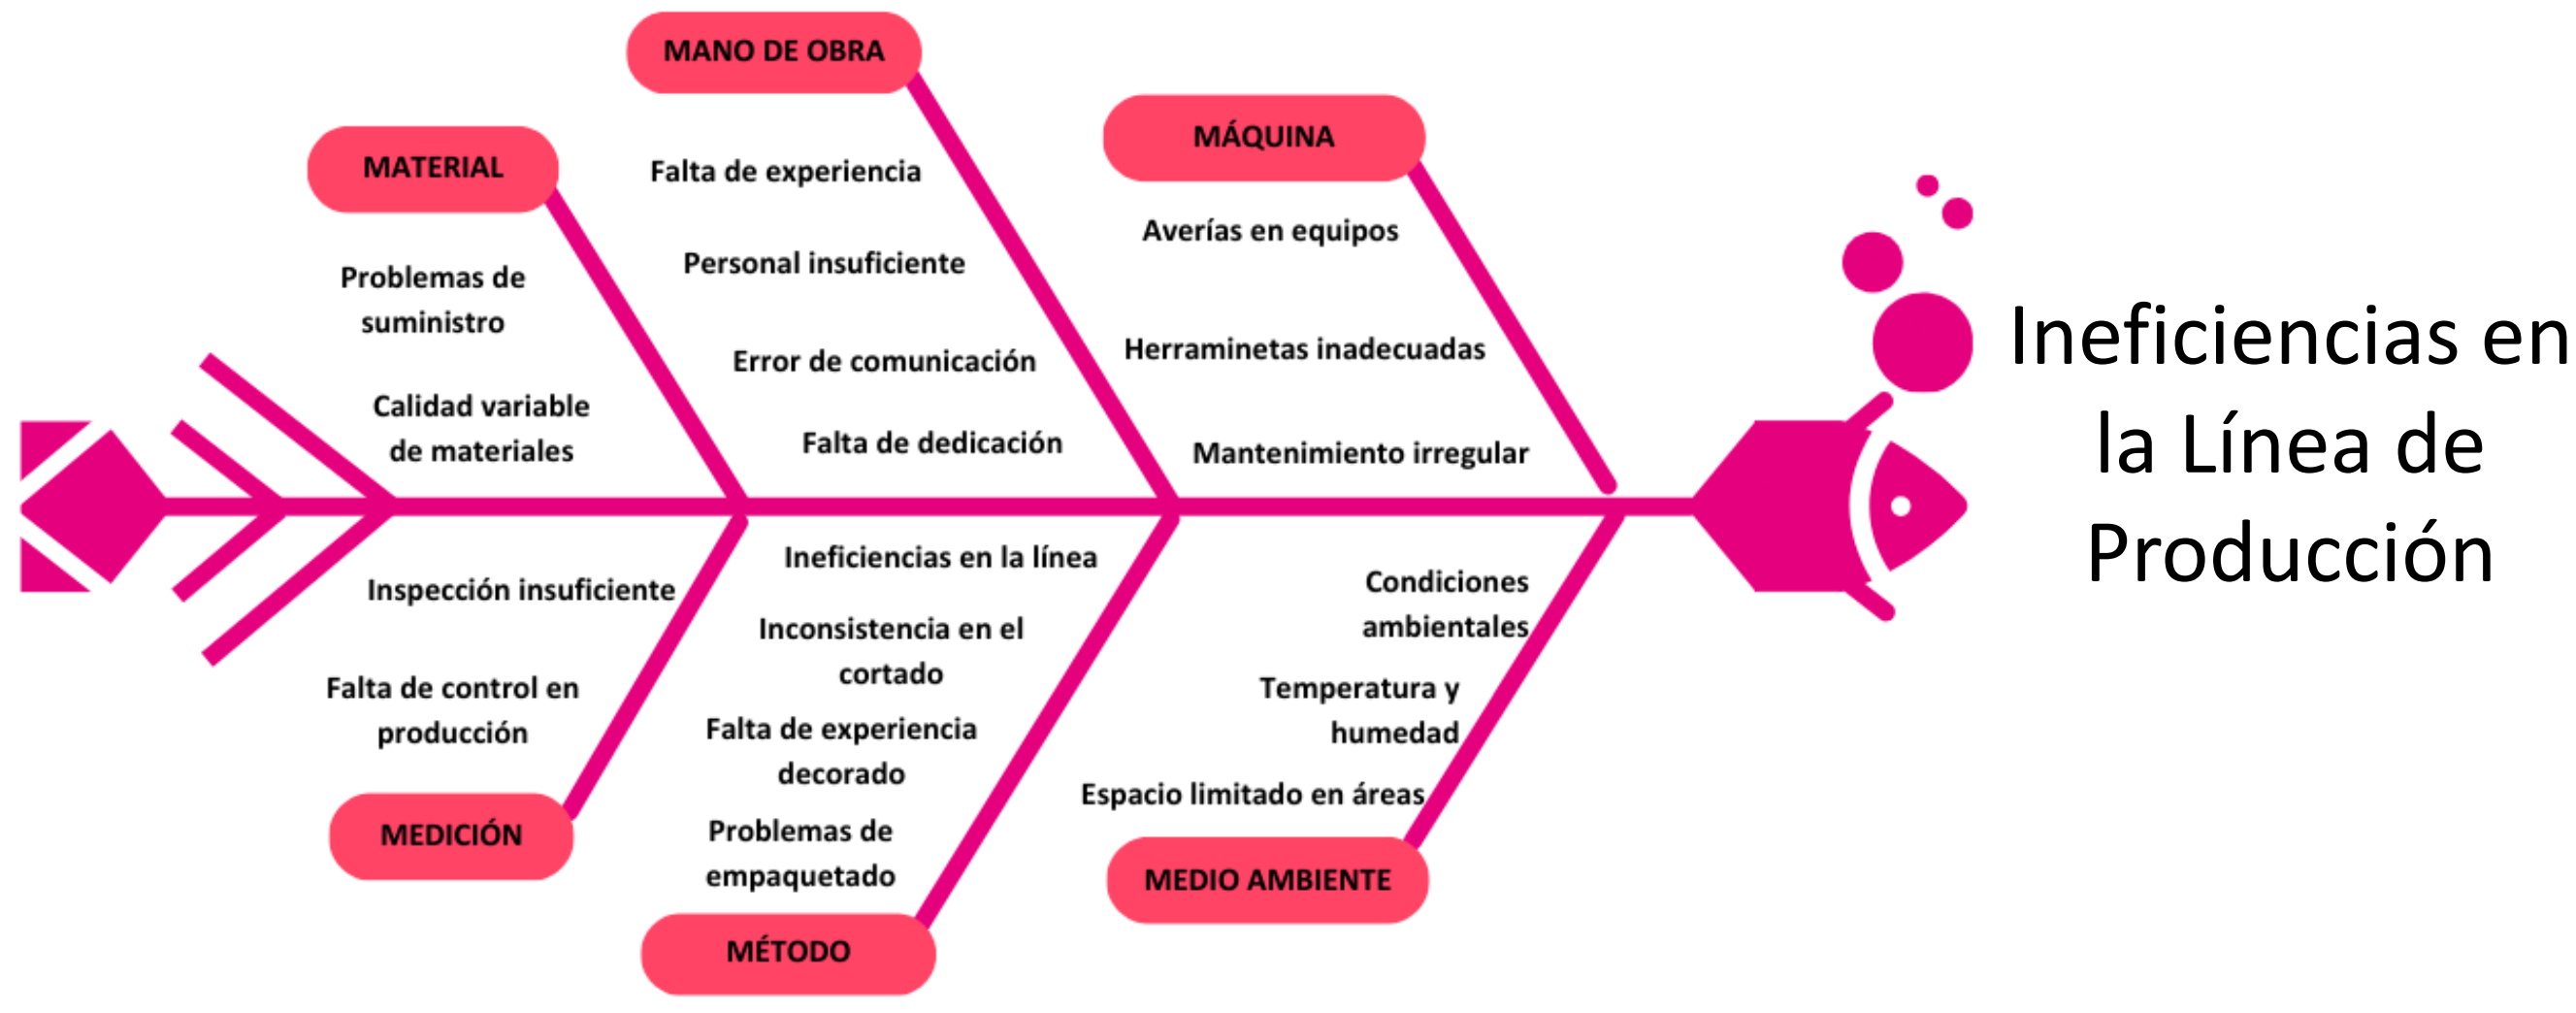 MANO DE OBRA
Falta de experiencia
Personal insuficiente
Error de comunicación
Falta de dedicación
MÁQUINA
Averías en equipos
Herraminetas inadecuadas
Mantenimiento irregular
MATERIAL
Problemas de
suministro
Calidad variable
de materiales
Ineficiencias en
la Línea de
Producción
Inspección insuficiente
Falta de control en
producción
MEDICIÓN
Ineficiencias en la línea
Inconsistencia en el
cortado
Falta de experiencia
decorado
Problemas de
empaquetado
MÉTODO
Condiciones
ambientales
Temperatura y
humedad
Espacio limitado en áreas
MEDIO AMBIENTE